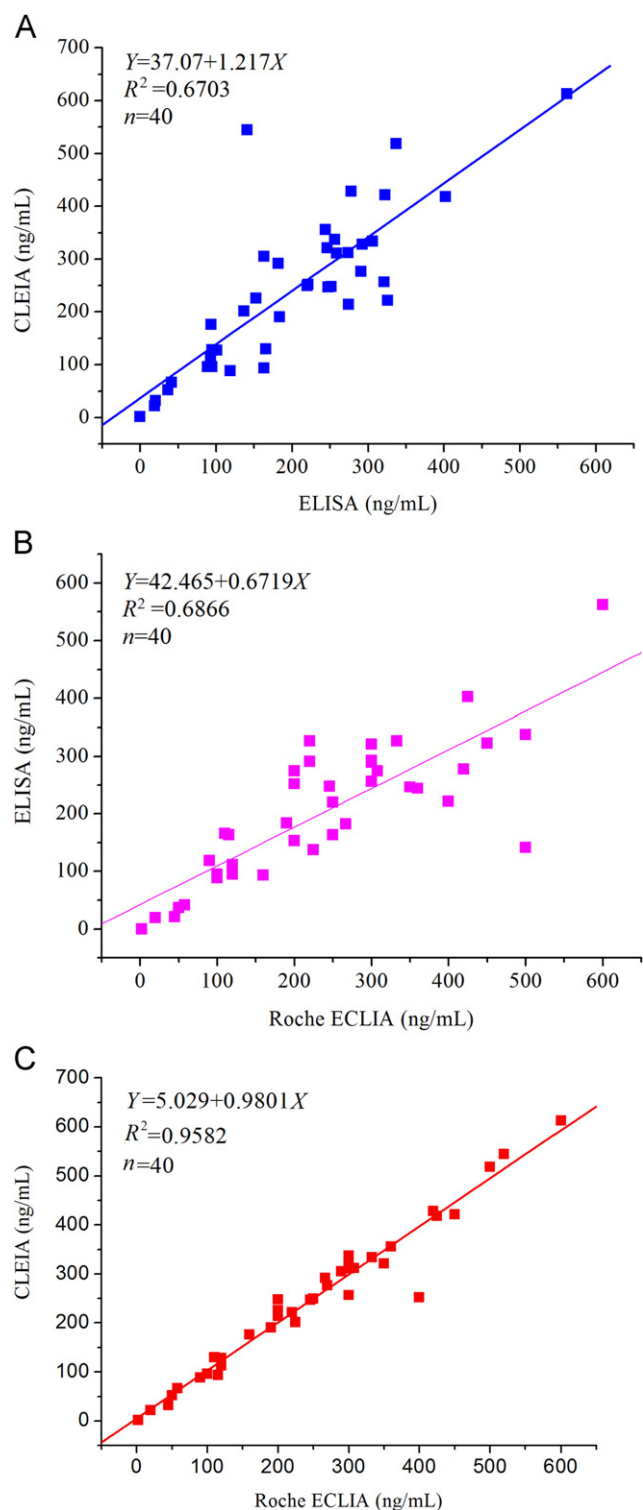 A
Y=37.07+1.217X
R² =0.6703
n=40
700
600
500
400
300
200
100
0
CLEIA (ng/mL)
0 100 200 300 400 500 600
ELISA (ng/mL)
B
Y=42.465+0.6719X
R² =0.6866
n=40
600
500
400
300
200
100
0
ELISA (ng/mL)
0 100 200 300 400 500 600
Roche ECLIA (ng/mL)
C
Y=5.029+0.9801X
R²=0.9582
n=40
700
600
500
400
300
200
100
0
CLEIA (ng/mL)
0 100 200 300 400 500 600
Roche ECLIA (ng/mL)